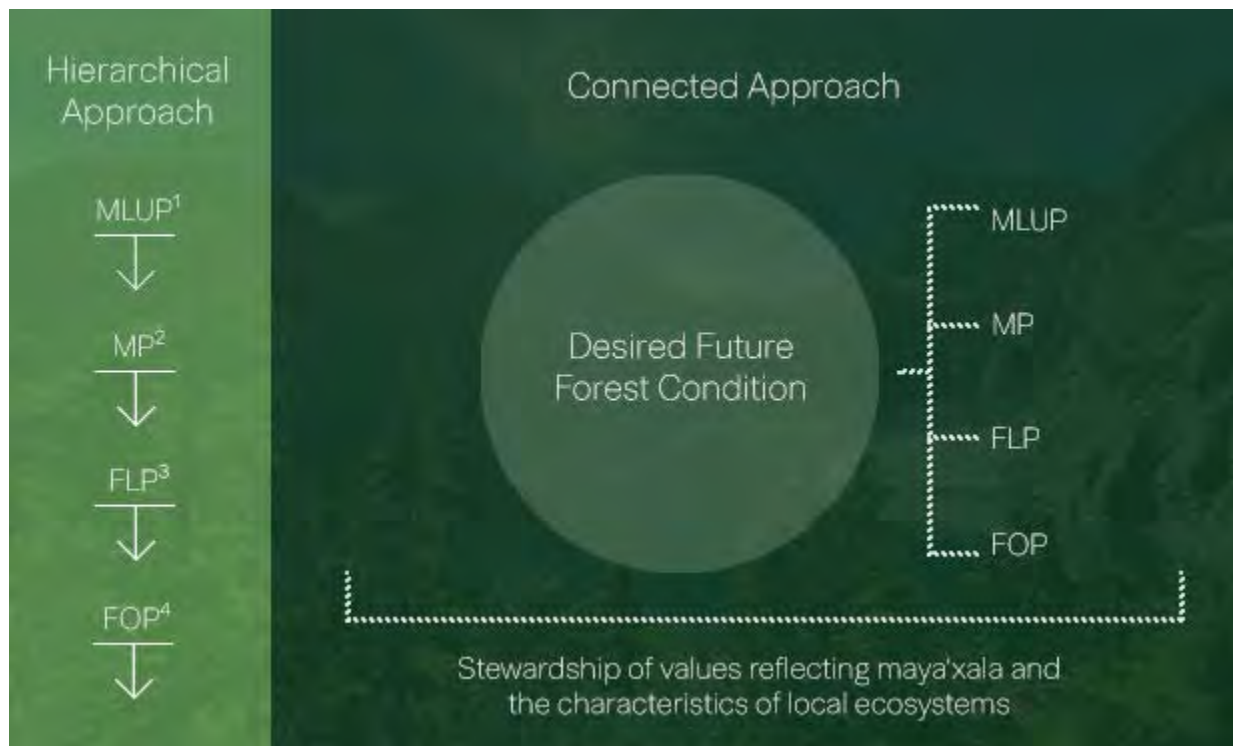 Hierarchical
Approach
MLUP¹
MP²
FLP³
FOP⁴
Connected Approach
Desired Future
Forest Condition
MLUP
MP
FLP
FOP
Stewardship of values reflecting maya'xala and
the characteristics of local ecosystems